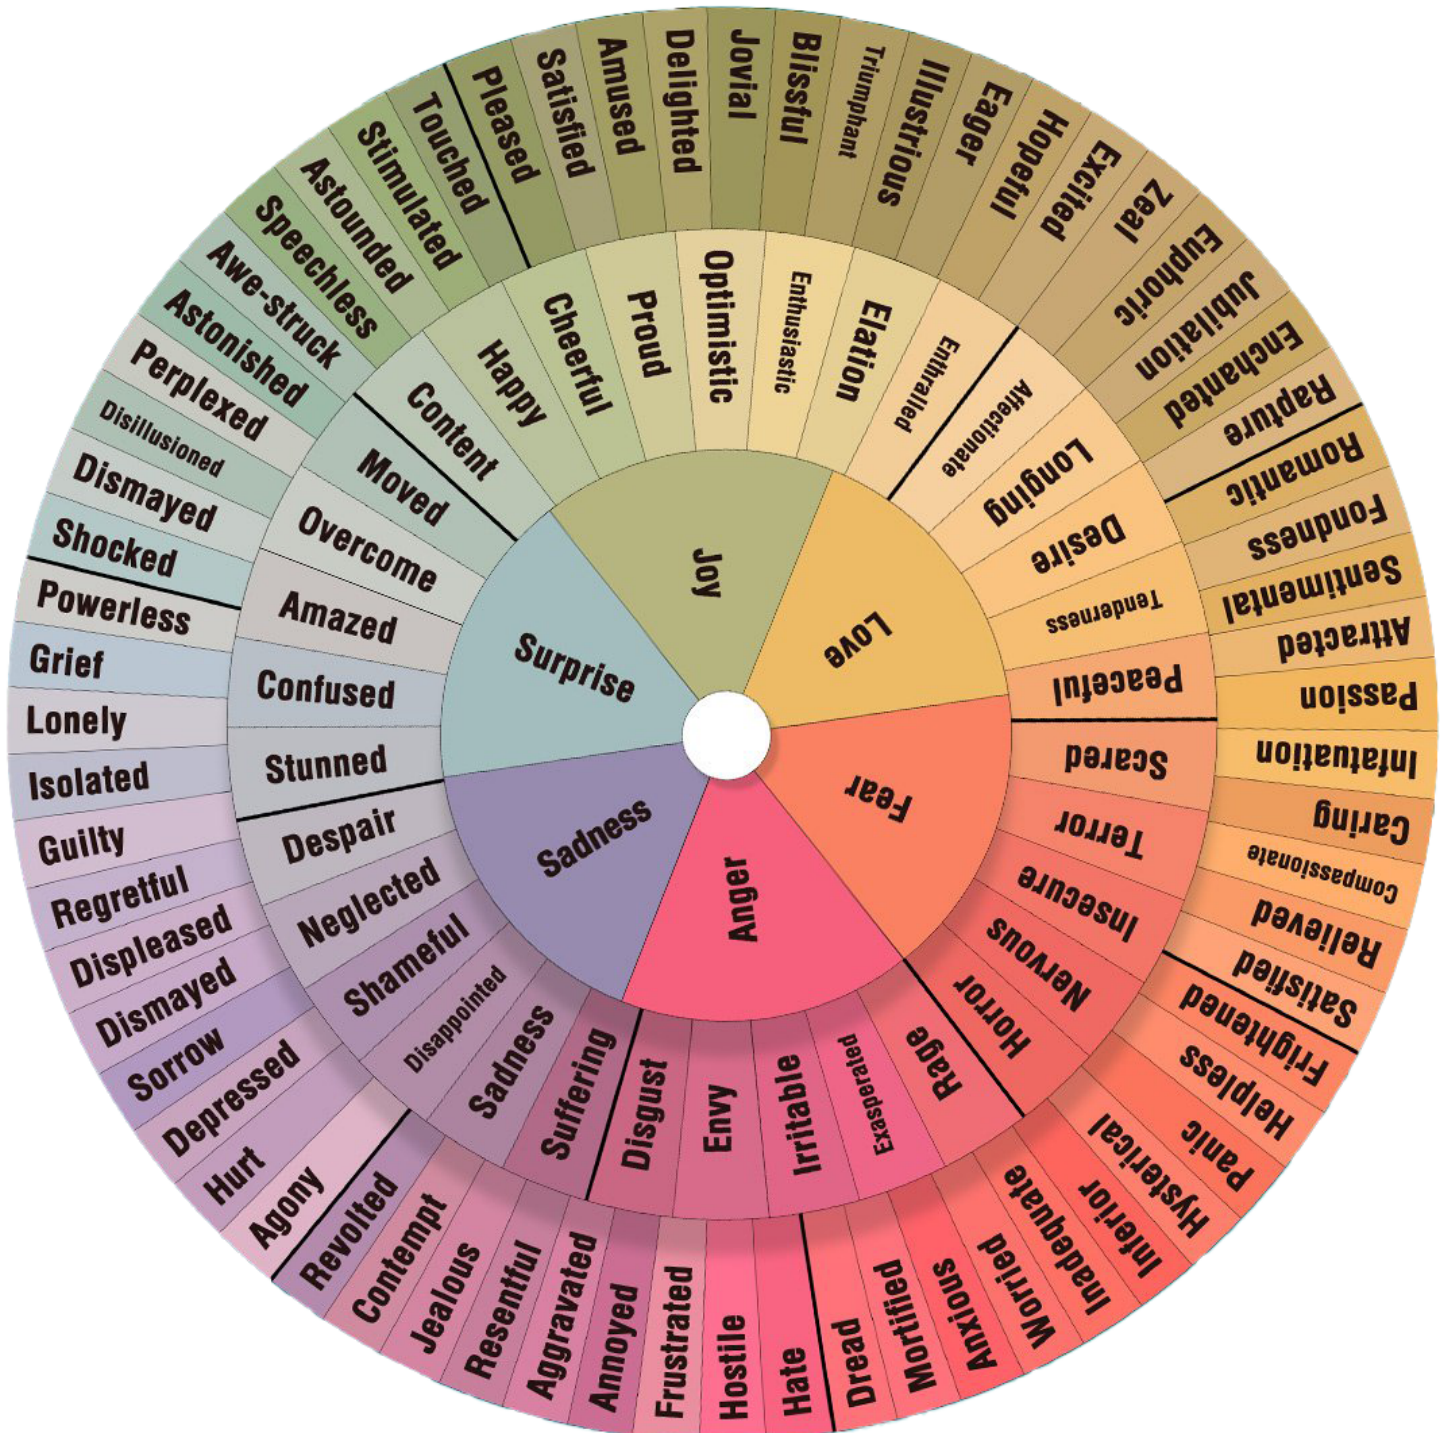 Joy
Love
Fear
Anger
Sadness
Surprise
Content
Happy
Cheerful
Proud
Optimistic
Enthusiastic
Elation
Enthralled
Affectionate
Longing
Desire
Tenderness
Peaceful
Scared
Terror
Insecure
Nervous
Horror
Rage
Exasperated
Irritable
Envy
Disgust
Suffering
Sadness
Disappointed
Shameful
Neglected
Despair
Stunned
Confused
Amazed
Overcome
Moved
Pleased
Satisfied
Amused
Delighted
Jovial
Blissful
Triumphant
Illustrious
Eager
Hopeful
Excited
Zeal
Euphoric
Jubilation
Enchanted
Rapture
Romantic
Fondness
Sentimental
Attracted
Passion
Infatuation
Caring
Compassionate
Relieved
Satisfied
Frightened
Helpless
Panic
Hysterical
Inferior
Inadequate
Worried
Anxious
Mortified
Dread
Hate
Hostile
Frustrated
Annoyed
Aggravated
Resentful
Jealous
Contempt
Revolted
Agony
Hurt
Depressed
Sorrow
Dismayed
Displeased
Regretful
Guilty
Isolated
Lonely
Grief
Powerless
Shocked
Dismayed
Disillusioned
Perplexed
Astonished
Awe-struck
Speechless
Astounded
Stimulated
Touched